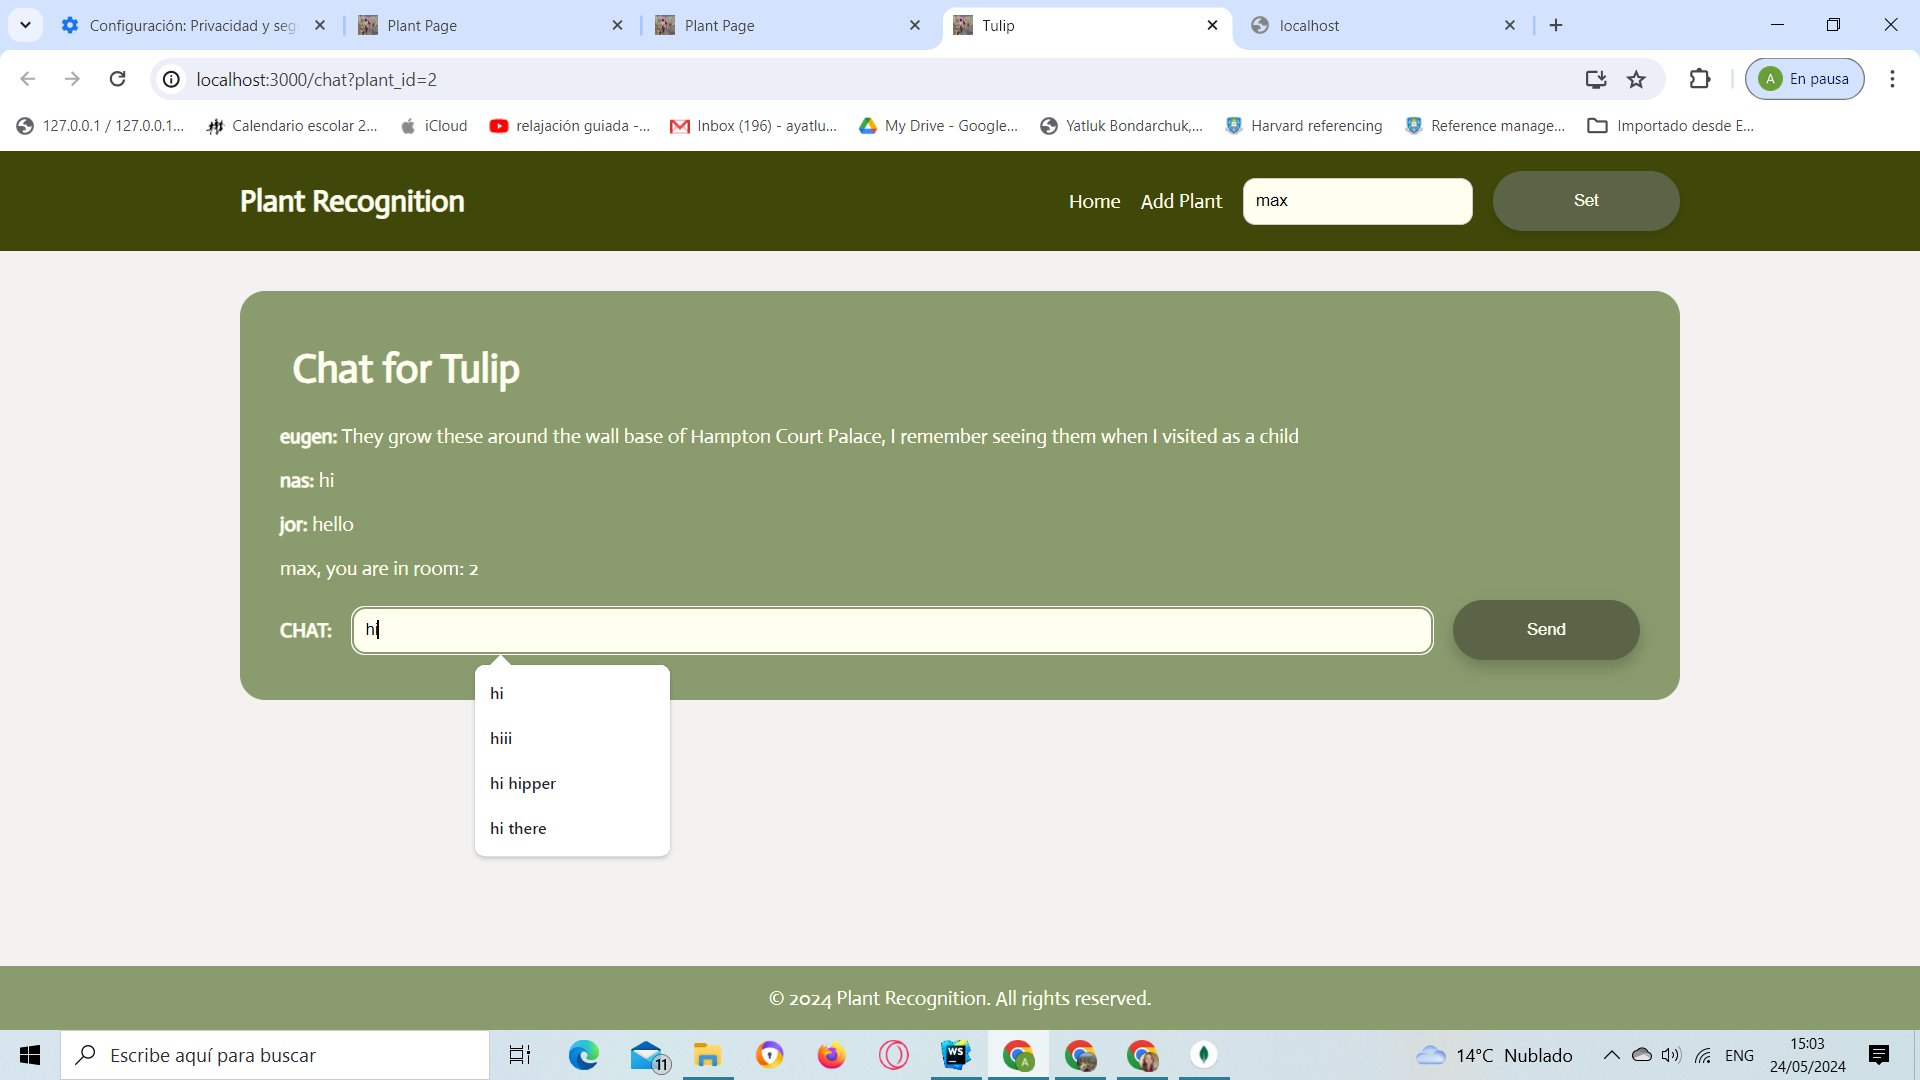 Configuración: Privacidad y seg
Plant Page
Plant Page
Tulip
localhost
localhost:3000/chat?plant_id=2
A En pausa
127.0.0.1 / 127.0.0.1...
Calendario escolar 2...
iCloud
relajación guiada -...
Inbox (196) - ayatlu...
My Drive - Google...
Yatluk Bondarchuk,...
Harvard referencing
Reference manage...
Importado desde E...
Plant Recognition
Home
Add Plant
max
Set
Chat for Tulip
eugen: They grow these around the wall base of Hampton Court Palace, I remember seeing them when I visited as a child
nas: hi
jor: hello
max, you are in room: 2
CHAT:
hi
Send
hi
hiii
hi hipper
hi there
© 2024 Plant Recognition. All rights reserved.
Escribe aquí para buscar
11
WS
A
14°C Nublado
ENG
15:03
24/05/2024